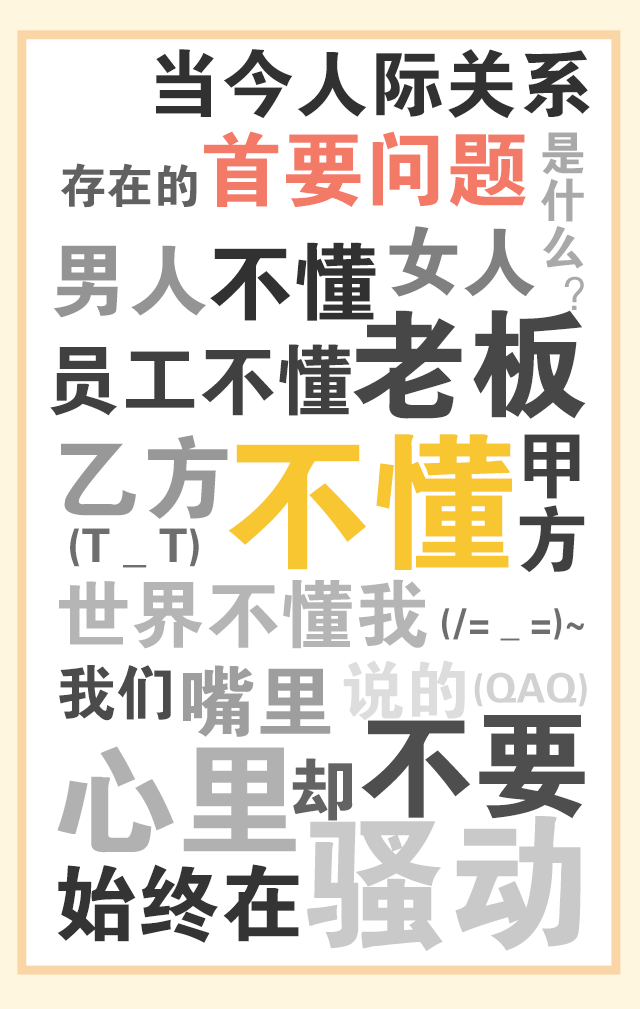 当今人际关系
存在的首要问题是什么？
男人不懂女人
员工不懂老板
乙方不懂甲方
(T _ T)
世界不懂我(/= _ =)~
我们嘴里说的(QAQ)
心里却不要
始终在骚动